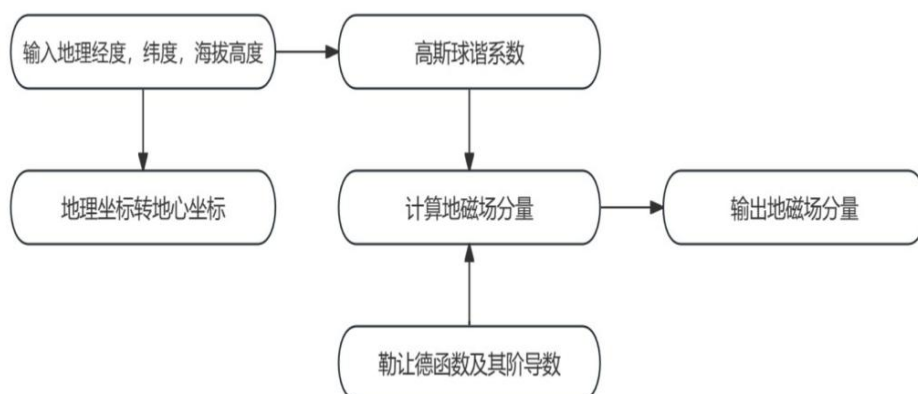 输入地理经度，纬度，海拔高度
高斯球谐系数
地理坐标转地心坐标
计算地磁场分量
输出地磁场分量
勒让德函数及其阶导数